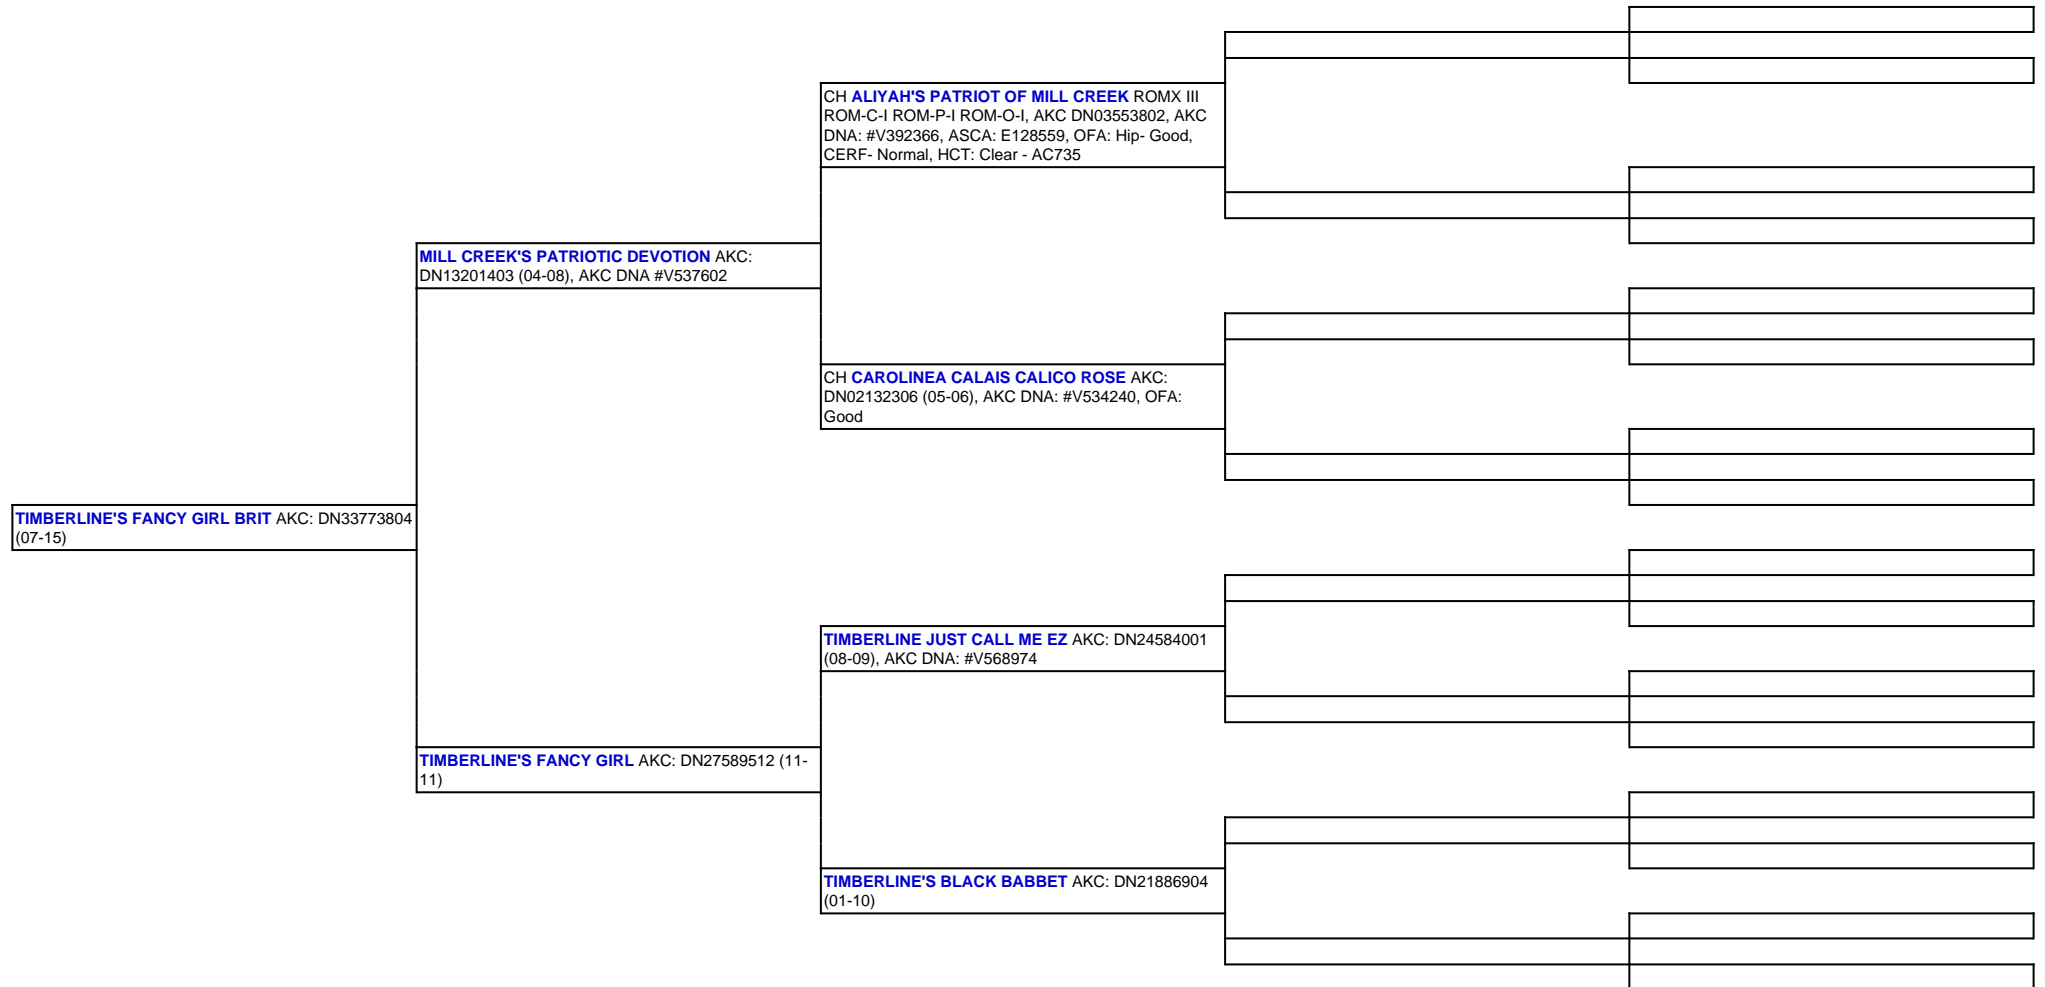 CH ALIYAH'S PATRIOT OF MILL CREEK ROMX III
ROM-C-I ROM-P-I ROM-O-I, AKC DN03553802, AKC
DNA: #V392366, ASCA: E128559, OFA: Hip- Good,
CERF- Normal, HCT: Clear - AC735
MILL CREEK'S PATRIOTIC DEVOTION AKC:
DN13201403 (04-08), AKC DNA #V537602
CH CAROLINEA CALAIS CALICO ROSE AKC:
DN02132306 (05-06), AKC DNA: #V534240, OFA:
Good
TIMBERLINE'S FANCY GIRL BRIT AKC: DN33773804
(07-15)
TIMBERLINE JUST CALL ME EZ AKC: DN24584001
(08-09), AKC DNA: #V568974
TIMBERLINE'S FANCY GIRL AKC: DN27589512 (11-
11)
TIMBERLINE'S BLACK BABBET AKC: DN21886904
(01-10)